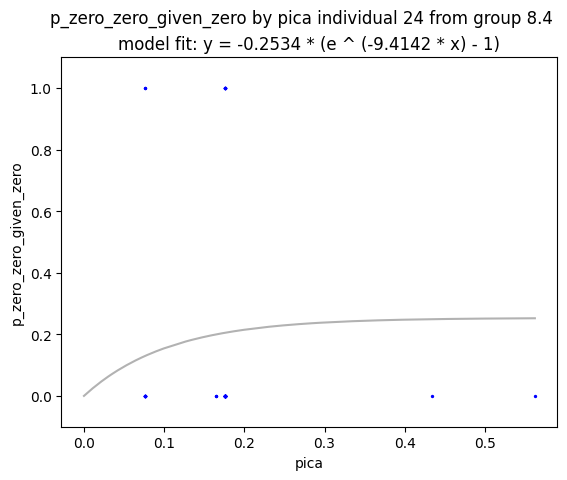 p_zero_zero_given_zero by pica individual 24 from group 8.4
model fit: y = -0.2534 * (e ^ (-9.4142 * x) - 1)
1.0
0.8
0.6
0.4
0.2
0.0
p_zero_zero_given_zero
0.0 0.1 0.2 0.3 0.4 0.5
pica